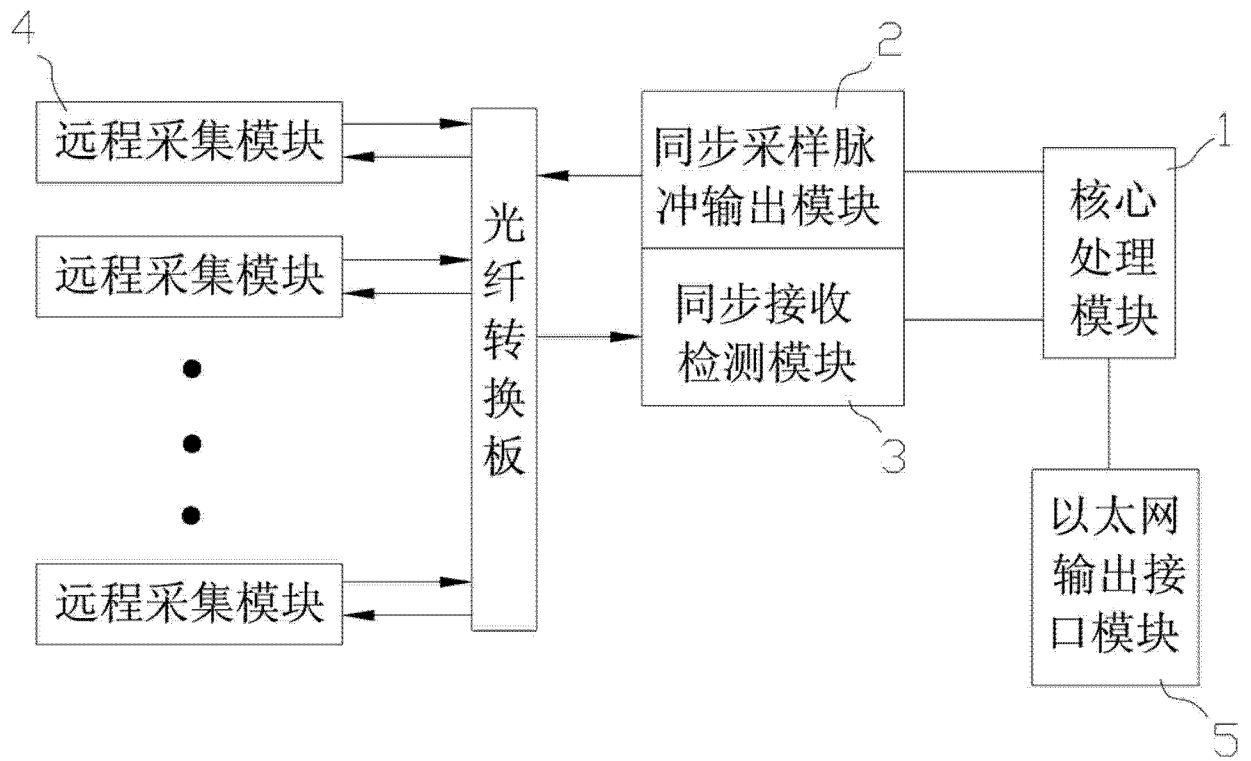 4
远程采集模块
远程采集模块
远程采集模块
光
纤
转
换
板
2
同步采样脉
冲输出模块
同步接收
检测模块
3
1
核心
处理
模块
以太网
输出接
口模块
5